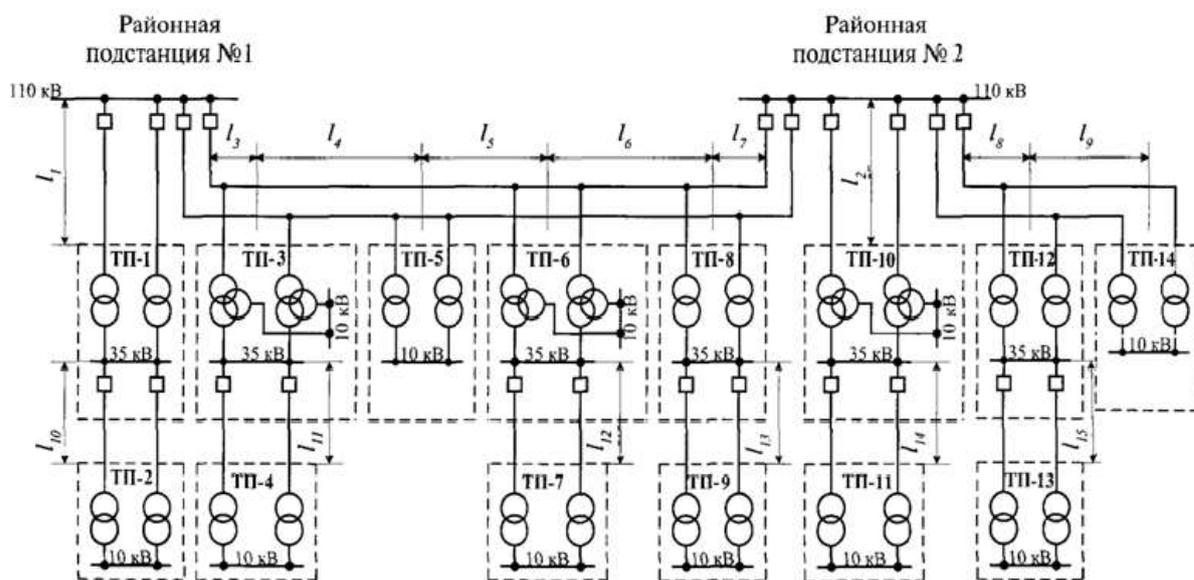 Районная
подстанция №1
Районная
подстанция № 2
110 кВ
110 кВ
l1
l3
l4
l5
l6
l7
l2
l8
l9
ТП-1
ТП-3
ТП-5
ТП-6
ТП-8
ТП-10
ТП-12
ТП-14
10 кВ
10 кВ
10 кВ
35 кВ
35 кВ
10 кВ
35 кВ
35 кВ
35 кВ
35 кВ
10 кВ
l10
l11
l12
l13
l14
l15
ТП-2
ТП-4
ТП-7
ТП-9
ТП-11
ТП-13
10 кВ
10 кВ
10 кВ
10 кВ
10 кВ
10 кВ